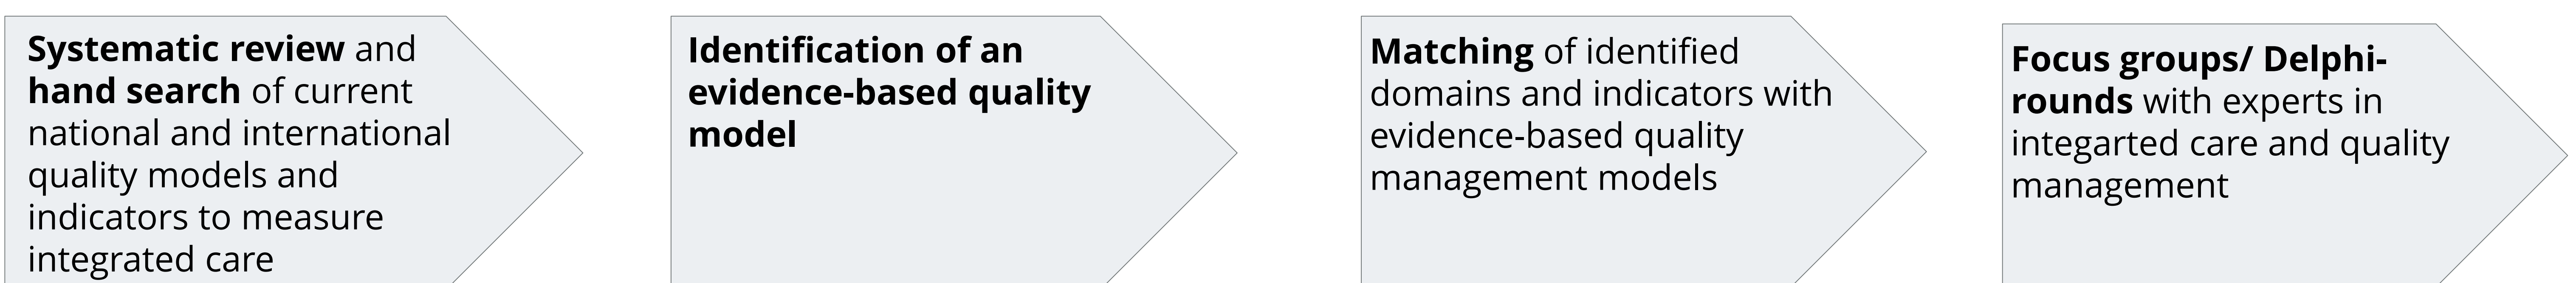 Systematic review and
hand search of current
national and international
quality models and
indicators to measure
integrated care
Identification of an
evidence-based quality
model
Matching of identified
domains and indicators with
evidence-based quality
management models
Focus groups/ Delphi-
rounds with experts in
integarted care and quality
management